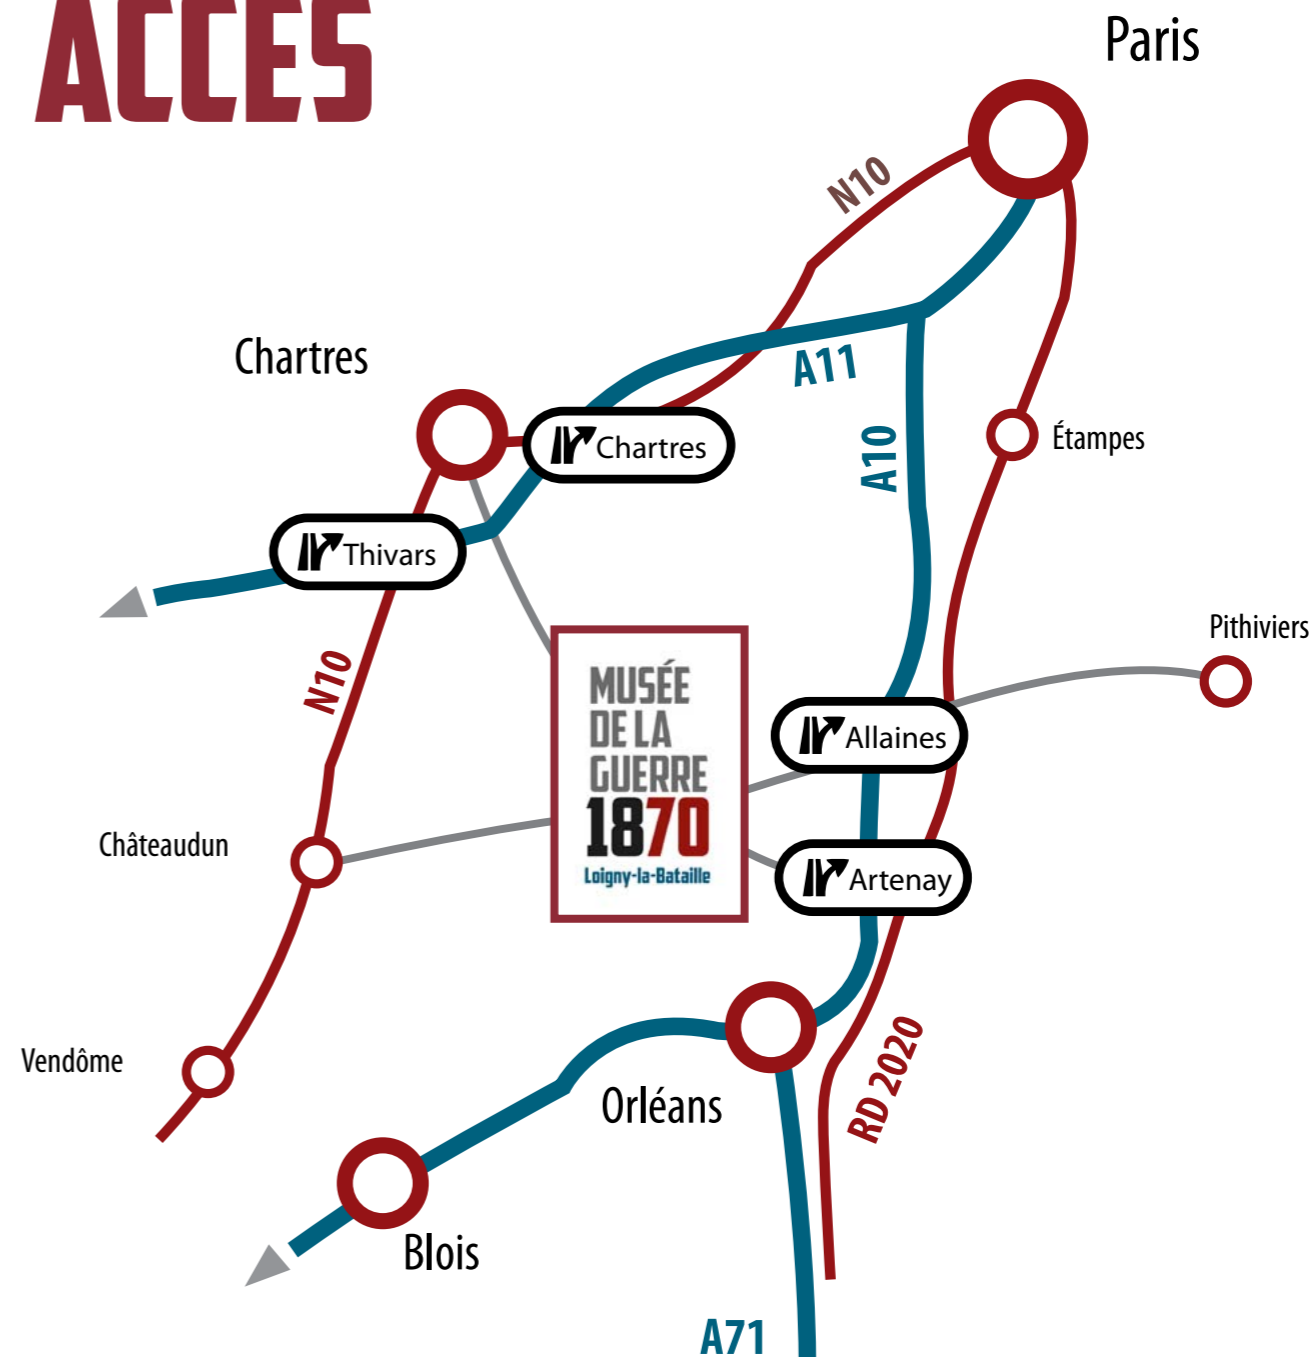 ACCES
Paris
N10
Chartres
A11
Chartres
A10
Étampes
Thivars
Pithiviers
N10
MUSÉE
DE LA
GUERRE
1870
Loigny-la-Bataille
Allaines
Châteaudun
Artenay
Vendôme
RD 2020
Orléans
Blois
A71